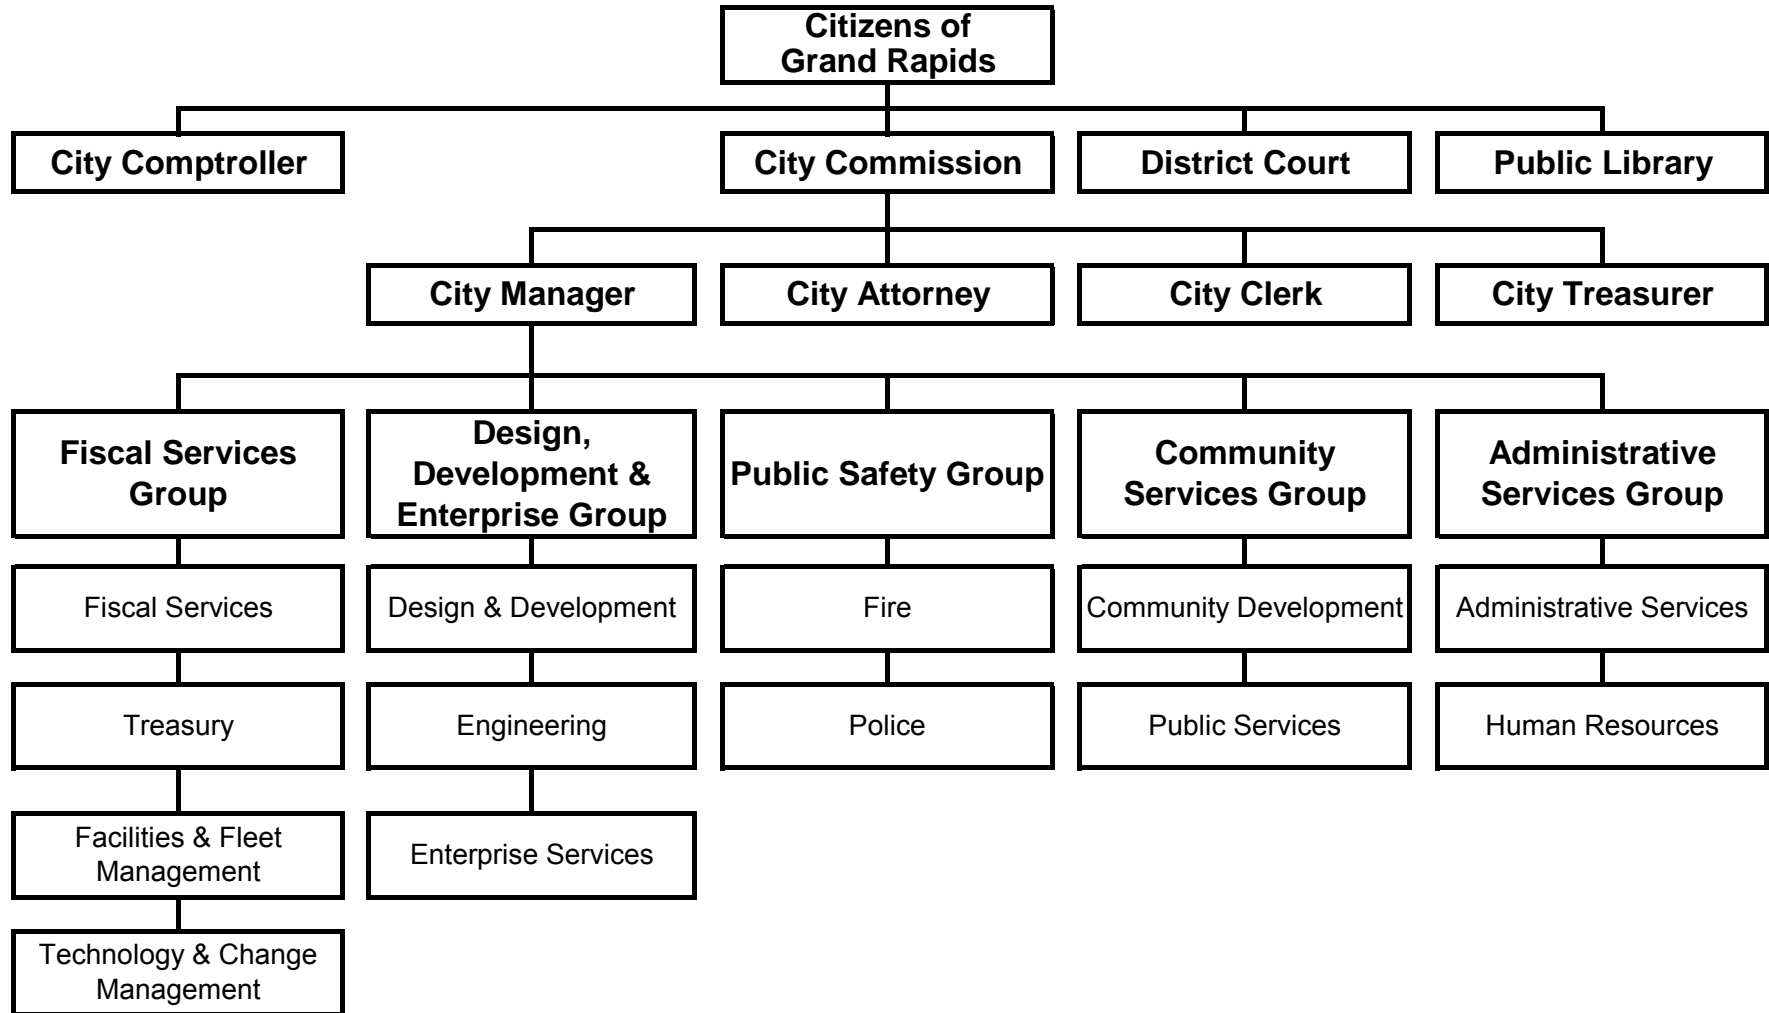 Citizens of
Grand Rapids
City Comptroller
City Commission
District Court
Public Library
City Manager
City Attorney
City Clerk
City Treasurer
Fiscal Services
Group
Design,
Development &
Enterprise Group
Public Safety Group
Community
Services Group
Administrative
Services Group
Fiscal Services
Design & Development
Fire
Community Development
Administrative Services
Treasury
Engineering
Police
Public Services
Human Resources
Facilities & Fleet
Management
Enterprise Services
Technology & Change
Management